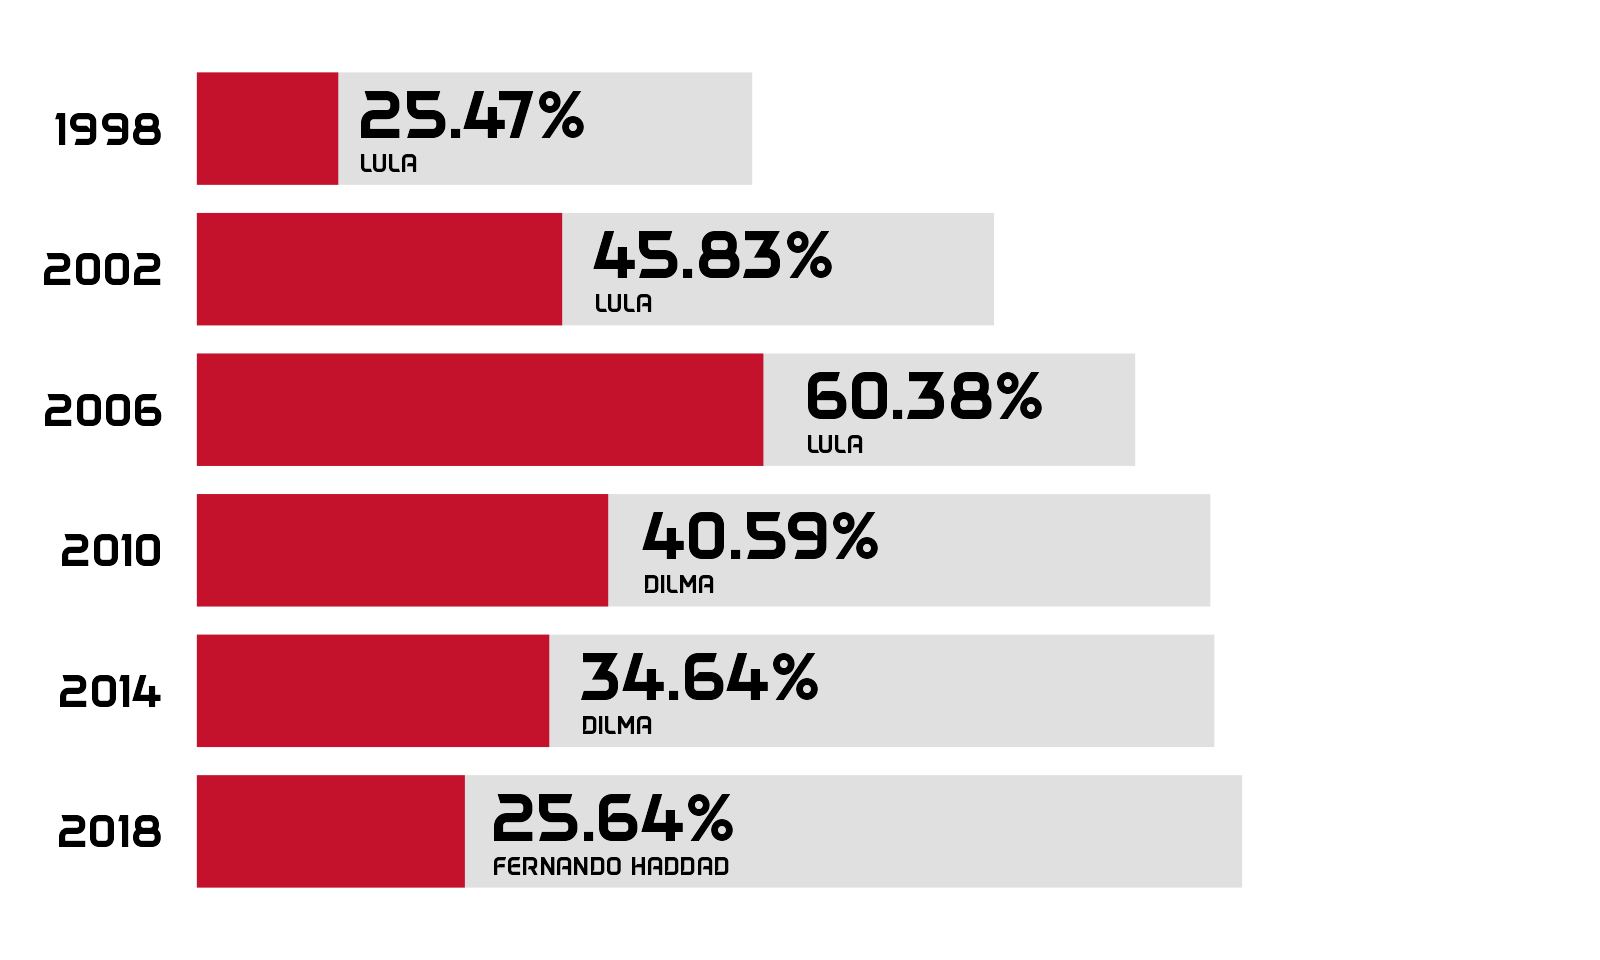 1998
25.47%
LULA
2002
45.83%
LULA
2006
60.38%
LULA
2010
40.59%
DILMA
2014
34.64%
DILMA
2018
25.64%
FERNANDO HADDAD